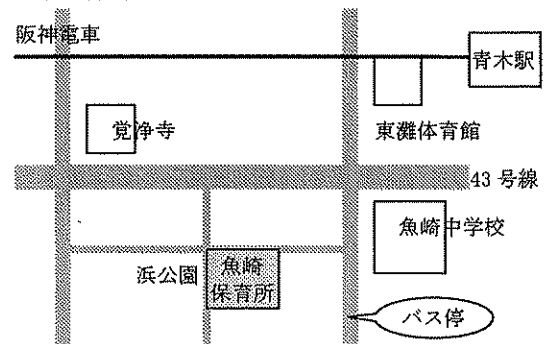 阪神電車
青木駅
覚浄寺
東灘体育館
43 号線
魚崎中学校
浜公園
魚崎
保育所
バス停